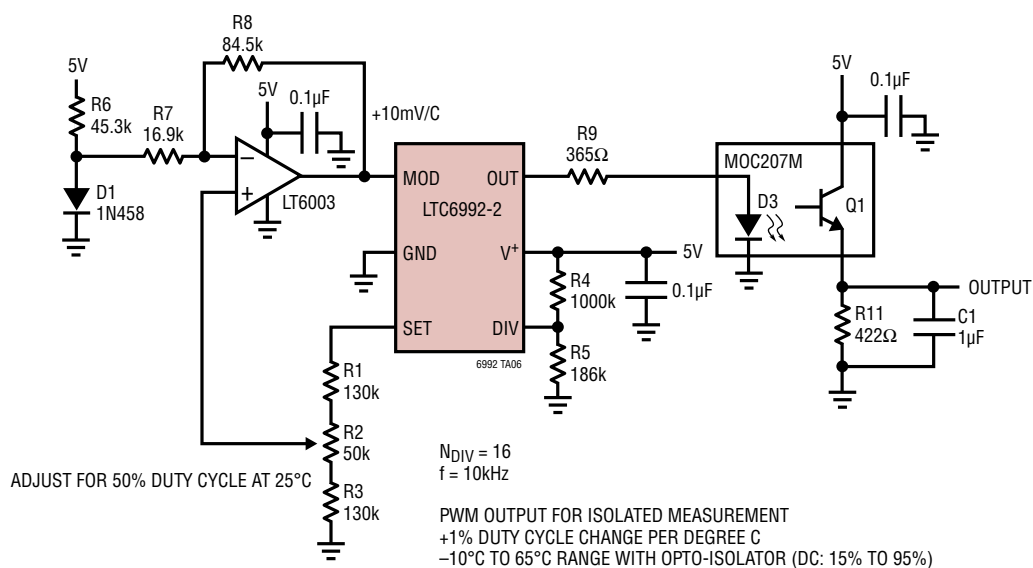 R8
84.5k
5V
R6
45.3k
R7
16.9k
5V
0.1µF
+10mV/C
–
+
LT6003
D1
1N458
MOD
OUT
LTC6992-2
GND
V+
SET
DIV
6992 TA06
R9
365Ω
5V
0.1µF
MOC207M
D3
Q1
5V
R4
1000k
0.1µF
R5
186k
OUTPUT
R11
422Ω
C1
1µF
R1
130k
R2
50k
R3
130k
ADJUST FOR 50% DUTY CYCLE AT 25°C
NDIV = 16
f = 10kHz
PWM OUTPUT FOR ISOLATED MEASUREMENT
+1% DUTY CYCLE CHANGE PER DEGREE C
–10°C TO 65°C RANGE WITH OPTO-ISOLATOR (DC: 15% TO 95%)